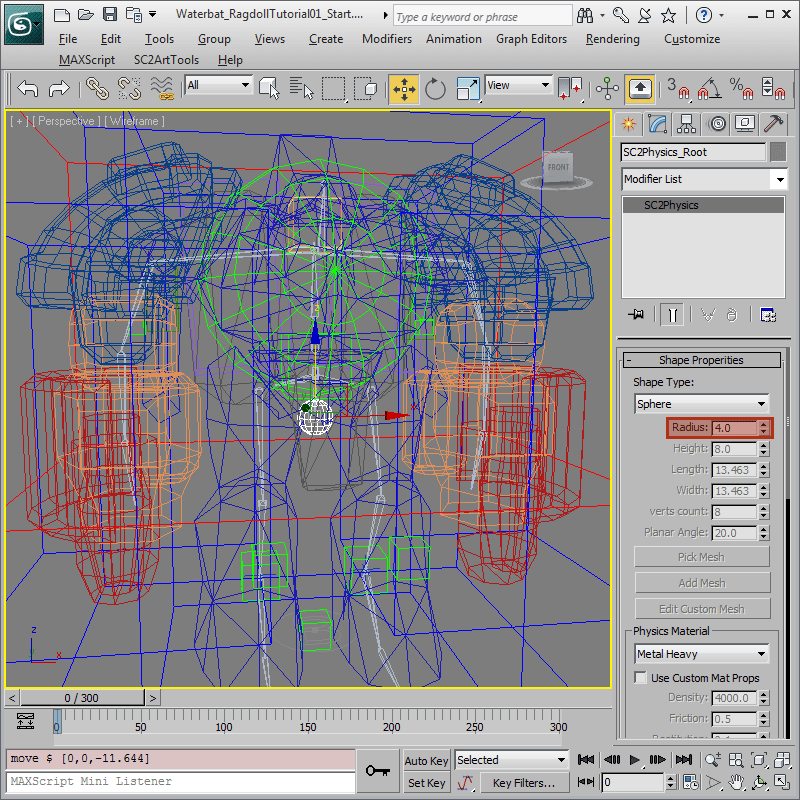 Waterbat_RagdollTutorial01_Start....
Type a keyword or phrase
File Edit Tools Group Views Create Modifiers Animation Graph Editors Rendering Customize
MAXScript SC2ArtTools Help
All
View
3
%
[ + ] [ Perspective ] [ Wireframe ]
FRONT
SC2Physics_Root
Modifier List
SC2Physics
- Shape Properties
Shape Type:
Sphere
Radius: 4.0
Height: 8.0
Length: 13.463
Width: 13.463
verts count: 8
Planar Angle: 20.0
Pick Mesh
Add Mesh
Edit Custom Mesh
Physics Material
Metal Heavy
Use Custom Mat Props
Density: 4000.0
Friction: 0.5
z
x
< 0 / 300 >
0 50 100 150 200 250 300
move $ [0,0,-11.644]
MAXScript Mini Listener
Auto Key
Selected
Set Key
Key Filters...
0